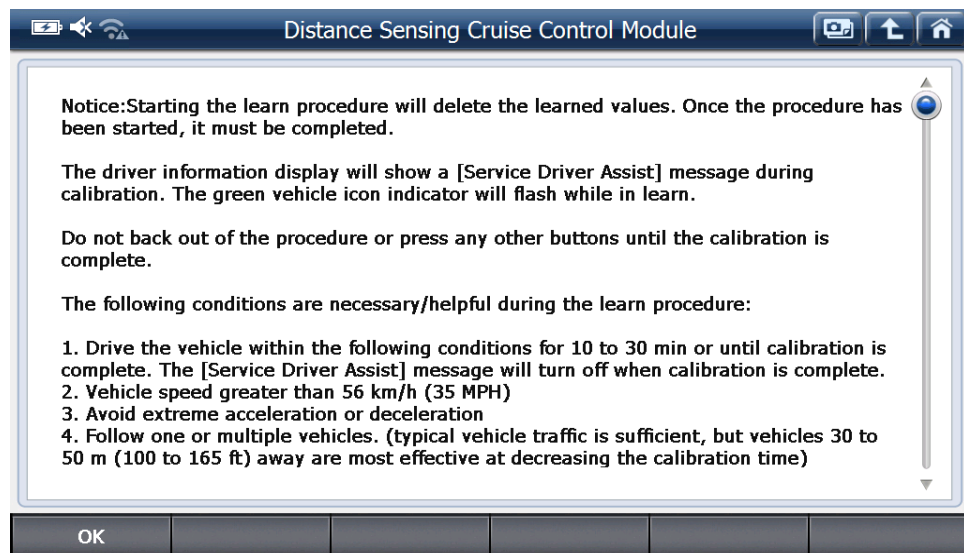 Distance Sensing Cruise Control Module
Notice:Starting the learn procedure will delete the learned values. Once the procedure has
been started, it must be completed.
The driver information display will show a [Service Driver Assist] message during
calibration. The green vehicle icon indicator will flash while in learn.
Do not back out of the procedure or press any other buttons until the calibration is
complete.
The following conditions are necessary/helpful during the learn procedure:
1. Drive the vehicle within the following conditions for 10 to 30 min or until calibration is
complete. The [Service Driver Assist] message will turn off when calibration is complete.
2. Vehicle speed greater than 56 km/h (35 MPH)
3. Avoid extreme acceleration or deceleration
4. Follow one or multiple vehicles. (typical vehicle traffic is sufficient, but vehicles 30 to
50 m (100 to 165 ft) away are most effective at decreasing the calibration time)
OK